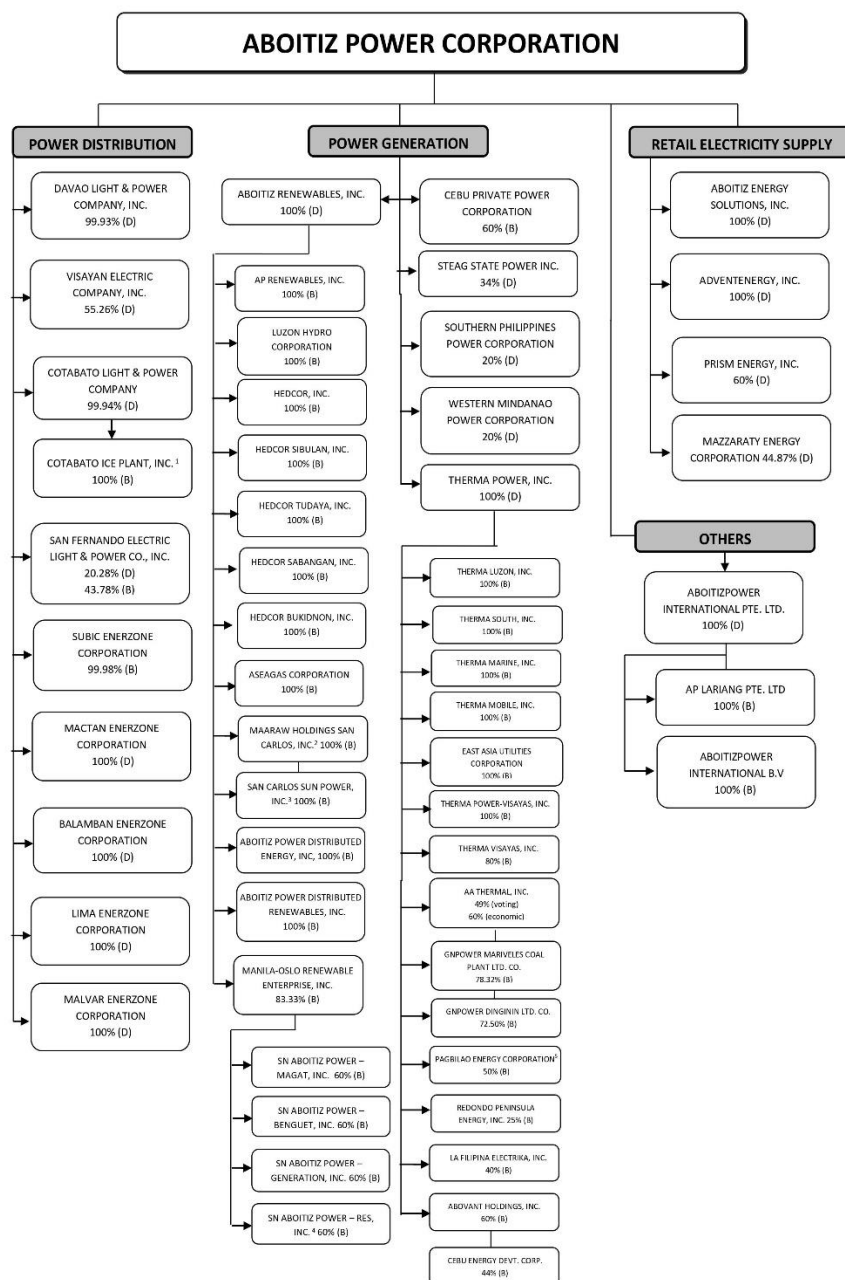 ABOITIZ POWER CORPORATION
POWER DISTRIBUTION
DAVAO LIGHT & POWER
COMPANY, INC.
99.93% (D)
VISAYAN ELECTRIC
COMPANY, INC.
55.26% (D)
COTABATO LIGHT & POWER
COMPANY
99.94% (D)
COTABATO ICE PLANT, INC. 1
100% (B)
SAN FERNANDO ELECTRIC
LIGHT & POWER CO., INC.
20.28% (D)
43.78% (B)
SUBIC ENERZONE
CORPORATION
99.98% (B)
MACTAN ENERZONE
CORPORATION
100% (D)
BALAMBAN ENERZONE
CORPORATION
100% (D)
LIMA ENERZONE
CORPORATION
100% (D)
MALVAR ENERZONE
CORPORATION
100% (D)
POWER GENERATION
ABOITIZ RENEWABLES, INC.
100% (D)
AP RENEWABLES, INC.
100% (B)
LUZON HYDRO
CORPORATION
100% (B)
HEDCOR, INC.
100% (B)
HEDCOR SIBULAN, INC.
100% (B)
HEDCOR TUDAYA, INC.
100% (B)
HEDCOR SABANGAN, INC.
100% (B)
HEDCOR BUKIDNON, INC.
100% (B)
ASEAGAS CORPORATION
100% (B)
MAARAW HOLDINGS SAN
CARLOS, INC.2 100% (B)
SAN CARLOS SUN POWER,
INC.3 100% (B)
ABOITIZ POWER DISTRIBUTED
ENERGY, INC, 100% (B)
ABOITIZ POWER DISTRIBUTED
RENEWABLES, INC.
100% (B)
MANILA-OSLO RENEWABLE
ENTERPRISE, INC.
83.33% (B)
SN ABOITIZ POWER –
MAGAT, INC. 60% (B)
SN ABOITIZ POWER –
BENGUET, INC. 60% (B)
SN ABOITIZ POWER –
GENERATION, INC. 60% (B)
SN ABOITIZ POWER – RES,
INC. 4 60% (B)
CEBU PRIVATE POWER
CORPORATION
60% (B)
STEAG STATE POWER INC.
34% (D)
SOUTHERN PHILIPPINES
POWER CORPORATION
20% (D)
WESTERN MINDANAO
POWER CORPORATION
20% (D)
THERMA POWER, INC.
100% (D)
THERMA LUZON, INC.
100% (B)
THERMA SOUTH, INC.
100% (B)
THERMA MARINE, INC.
100% (B)
THERMA MOBILE, INC.
100% (B)
EAST ASIA UTILITIES
CORPORATION
100% (B)
THERMA POWER-VISAYAS, INC.
100% (B)
THERMA VISAYAS, INC.
80% (B)
AA THERMAL, INC.
49% (voting)
60% (economic)
GNPOWER MARIVELES COAL
PLANT LTD. CO.
78.32% (B)
GNPOWER DINGININ LTD. CO.
72.50% (B)
PAGBILAO ENERGY CORPORATION5
50% (B)
REDONDO PENINSULA
ENERGY, INC. 25% (B)
LA FILIPINA ELECTRIKA, INC.
40% (B)
ABOVANT HOLDINGS, INC.
60% (B)
CEBU ENERGY DEVT. CORP.
44% (B)
RETAIL ELECTRICITY SUPPLY
ABOITIZ ENERGY
SOLUTIONS, INC.
100% (D)
ADVENTENERGY, INC.
100% (D)
PRISM ENERGY, INC.
60% (D)
MAZZARATY ENERGY
CORPORATION 44.87% (D)
OTHERS
ABOITIZPOWER
INTERNATIONAL PTE. LTD.
100% (D)
AP LARIANG PTE. LTD
100% (B)
ABOITIZPOWER
INTERNATIONAL B.V
100% (B)